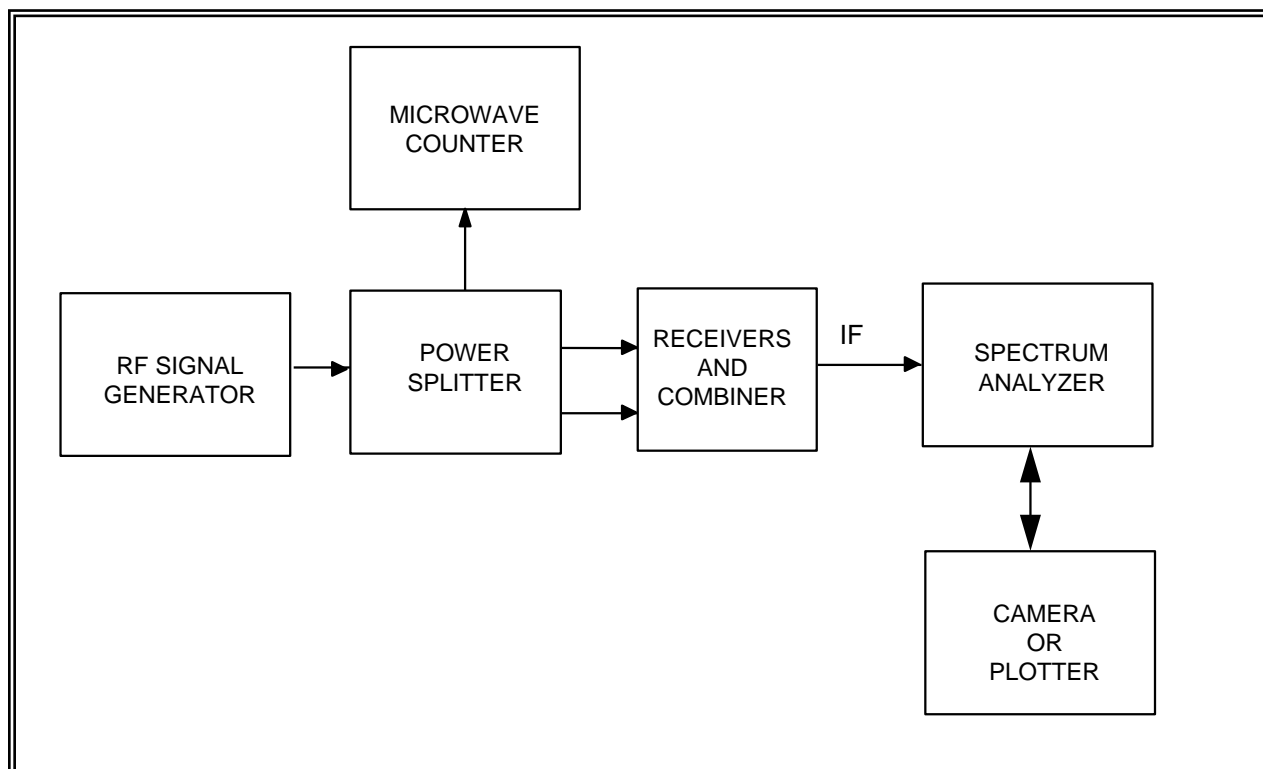 MICROWAVE
COUNTER
RF SIGNAL
GENERATOR
POWER
SPLITTER
RECEIVERS
AND
COMBINER
IF
SPECTRUM
ANALYZER
CAMERA
OR
PLOTTER